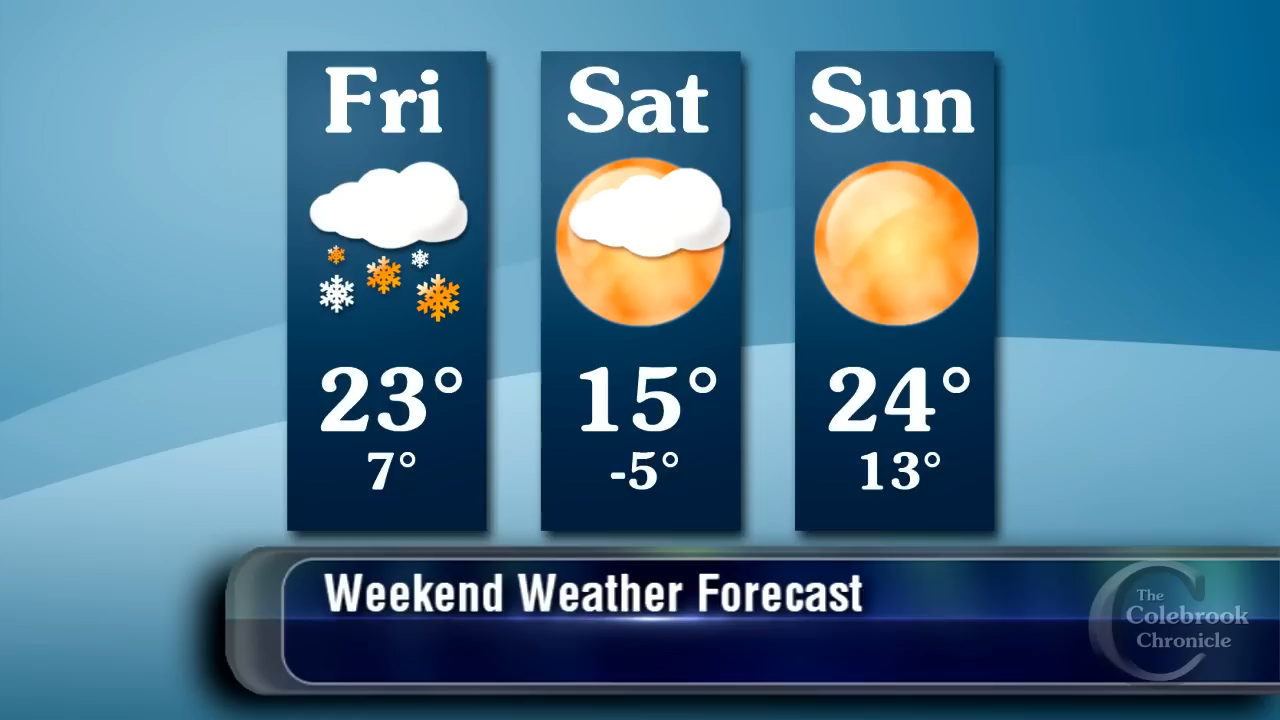 Fri
Sat
Sun
23°
15°
24°
7°
-5°
13°
Weekend Weather Forecast
The
Colebrook
Chronicle